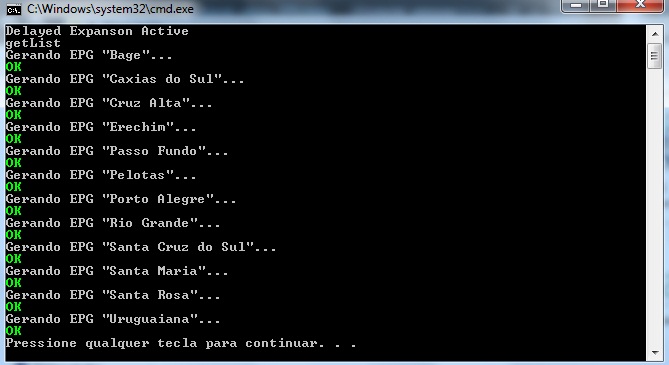 C:\Windows\system32\cmd.exe
Delayed Expanson Active
getList
Gerando EPG "Bage"...
OK
Gerando EPG "Caxias do Sul"...
OK
Gerando EPG "Cruz Alta"...
OK
Gerando EPG "Erechim"...
OK
Gerando EPG "Passo Fundo"...
OK
Gerando EPG "Pelotas"...
OK
Gerando EPG "Porto Alegre"...
OK
Gerando EPG "Rio Grande"...
OK
Gerando EPG "Santa Cruz do Sul"...
OK
Gerando EPG "Santa Maria"...
OK
Gerando EPG "Santa Rosa"...
OK
Gerando EPG "Uruguaiana"...
OK
Pressione qualquer tecla para continuar. . .